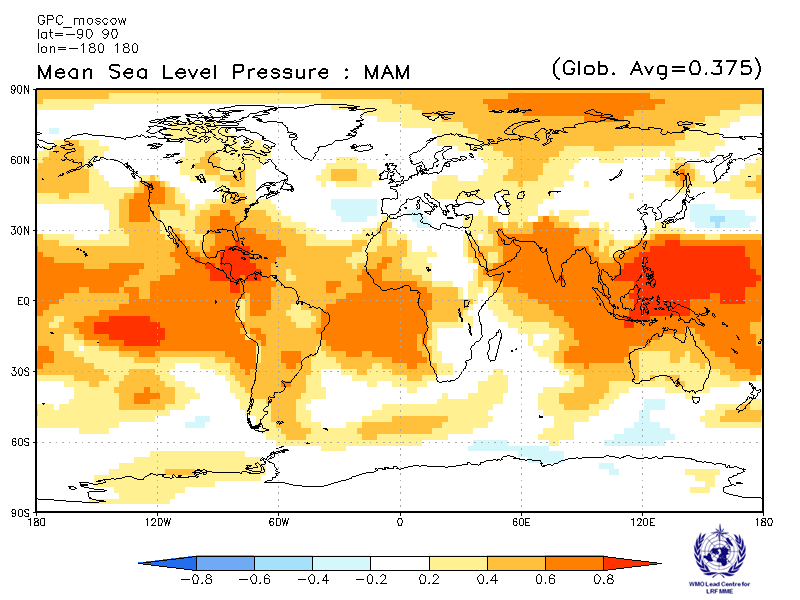 GPC_moscow
lat=−90 90
lon=−180 180
Mean Sea Level Pressure : MAM
(Glob. Avg=0.375)
90N
60N
30N
EQ
30S
60S
90S
180 120W 60W 0 60E 120E 180
−0.8 −0.6 −0.4 −0.2 0.2 0.4 0.6 0.8
WMO Lead Centre for
LRF MME